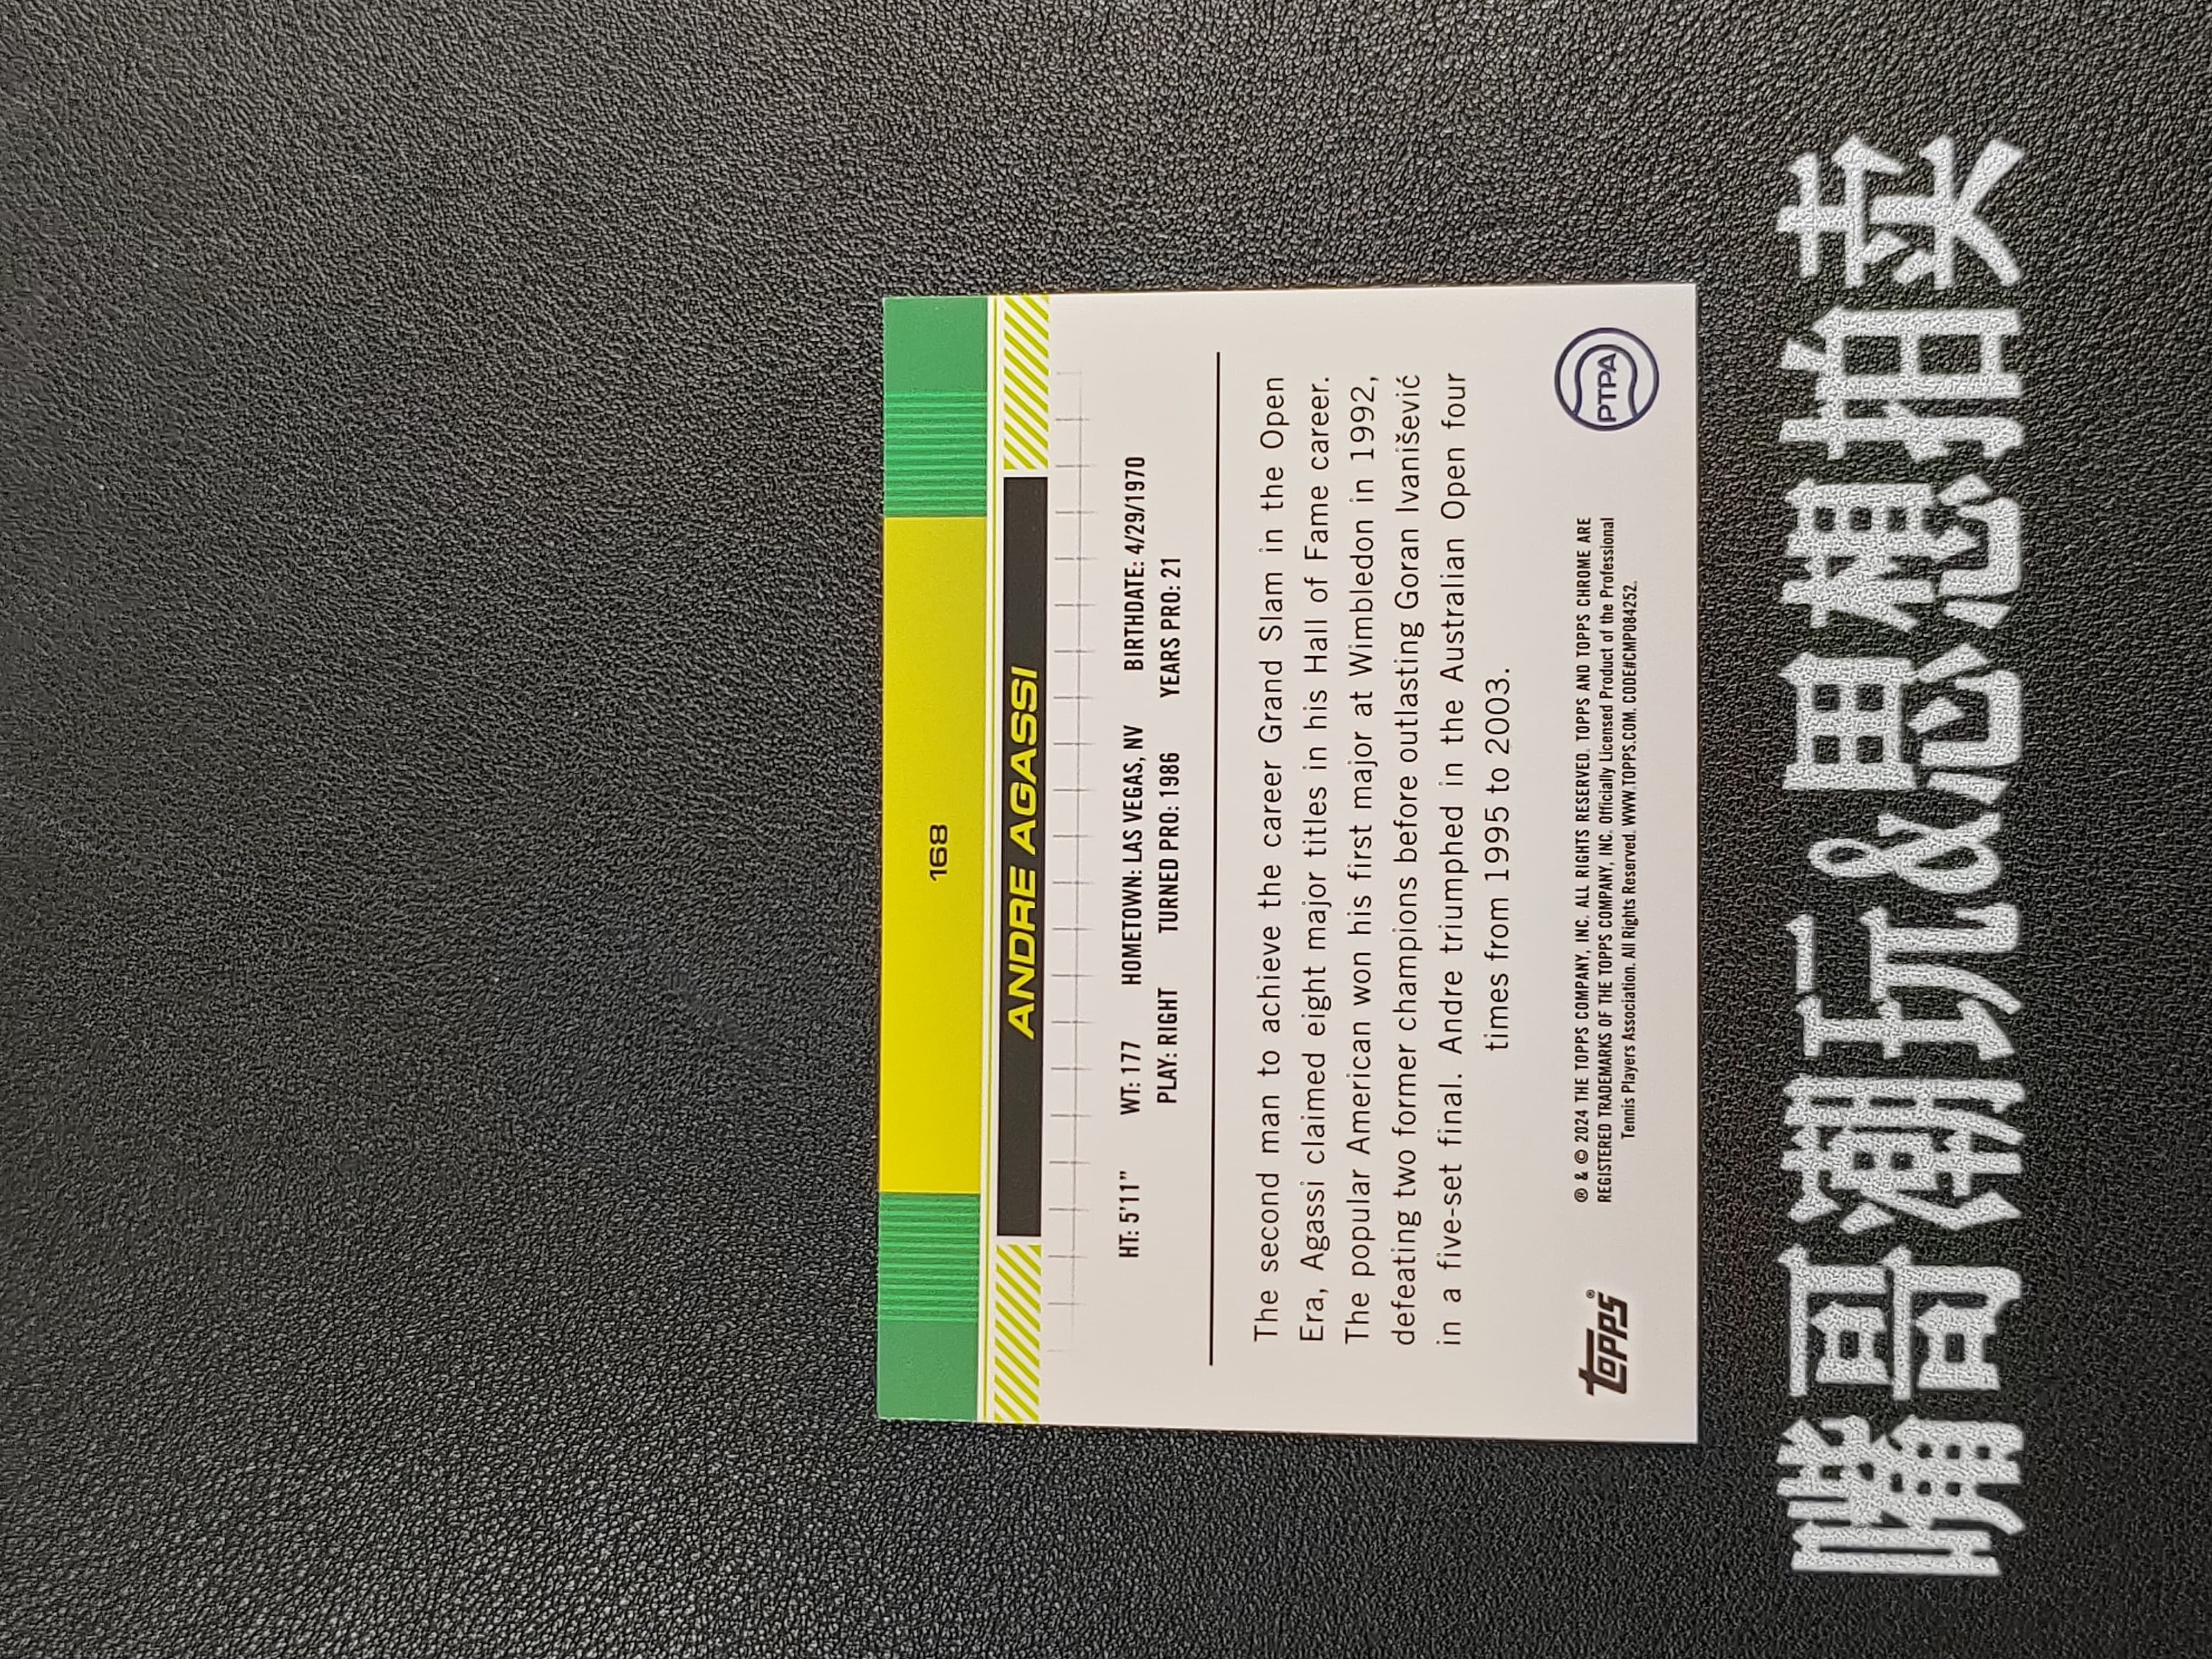 168
ANDRE AGASSI
HT: 5'11" WT: 177 HOMETOWN: LAS VEGAS, NV BIRTHDATE: 4/29/1970
PLAY: RIGHT TURNED PRO: 1986 YEARS PRO: 21
The second man to achieve the career Grand Slam in the Open
Era, Agassi claimed eight major titles in his Hall of Fame career.
The popular American won his first major at Wimbledon in 1992,
defeating two former champions before outlasting Goran Ivanišević
in a five-set final. Andre triumphed in the Australian Open four
times from 1995 to 2003.
topps®
® & © 2024 THE TOPPS COMPANY, INC. ALL RIGHTS RESERVED. TOPPS AND TOPPS CHROME ARE
REGISTERED TRADEMARKS OF THE TOPPS COMPANY, INC. Officially Licensed Product of the Professional
Tennis Players Association. All Rights Reserved. WWW.TOPPS.COM. CODE#CMP084252.
PTPA
嘴哥潮玩&思想拍卖